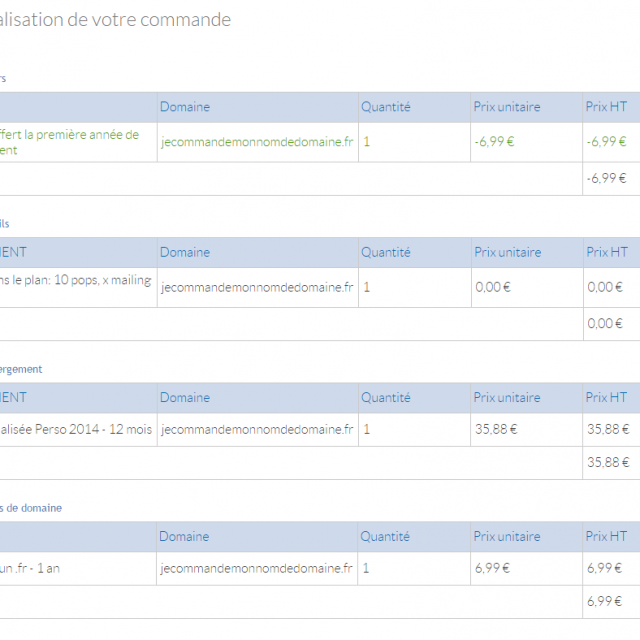 alisation de votre commande
rs
Domaine Quantité Prix unitaire Prix HT
ffert la première année de
ent
jecommandemonnomdedomaine.fr 1 -6,99 € -6,99 €
-6,99 €
ils
IENT Domaine Quantité Prix unitaire Prix HT
ns le plan: 10 pops, x mailing
jecommandemonnomdedomaine.fr 1 0,00 € 0,00 €
0,00 €
ergement
IENT Domaine Quantité Prix unitaire Prix HT
alisée Perso 2014 - 12 mois jecommandemonnomdedomaine.fr 1 35,88 € 35,88 €
35,88 €
s de domaine
Domaine Quantité Prix unitaire Prix HT
un .fr - 1 an jecommandemonnomdedomaine.fr 1 6,99 € 6,99 €
6,99 €